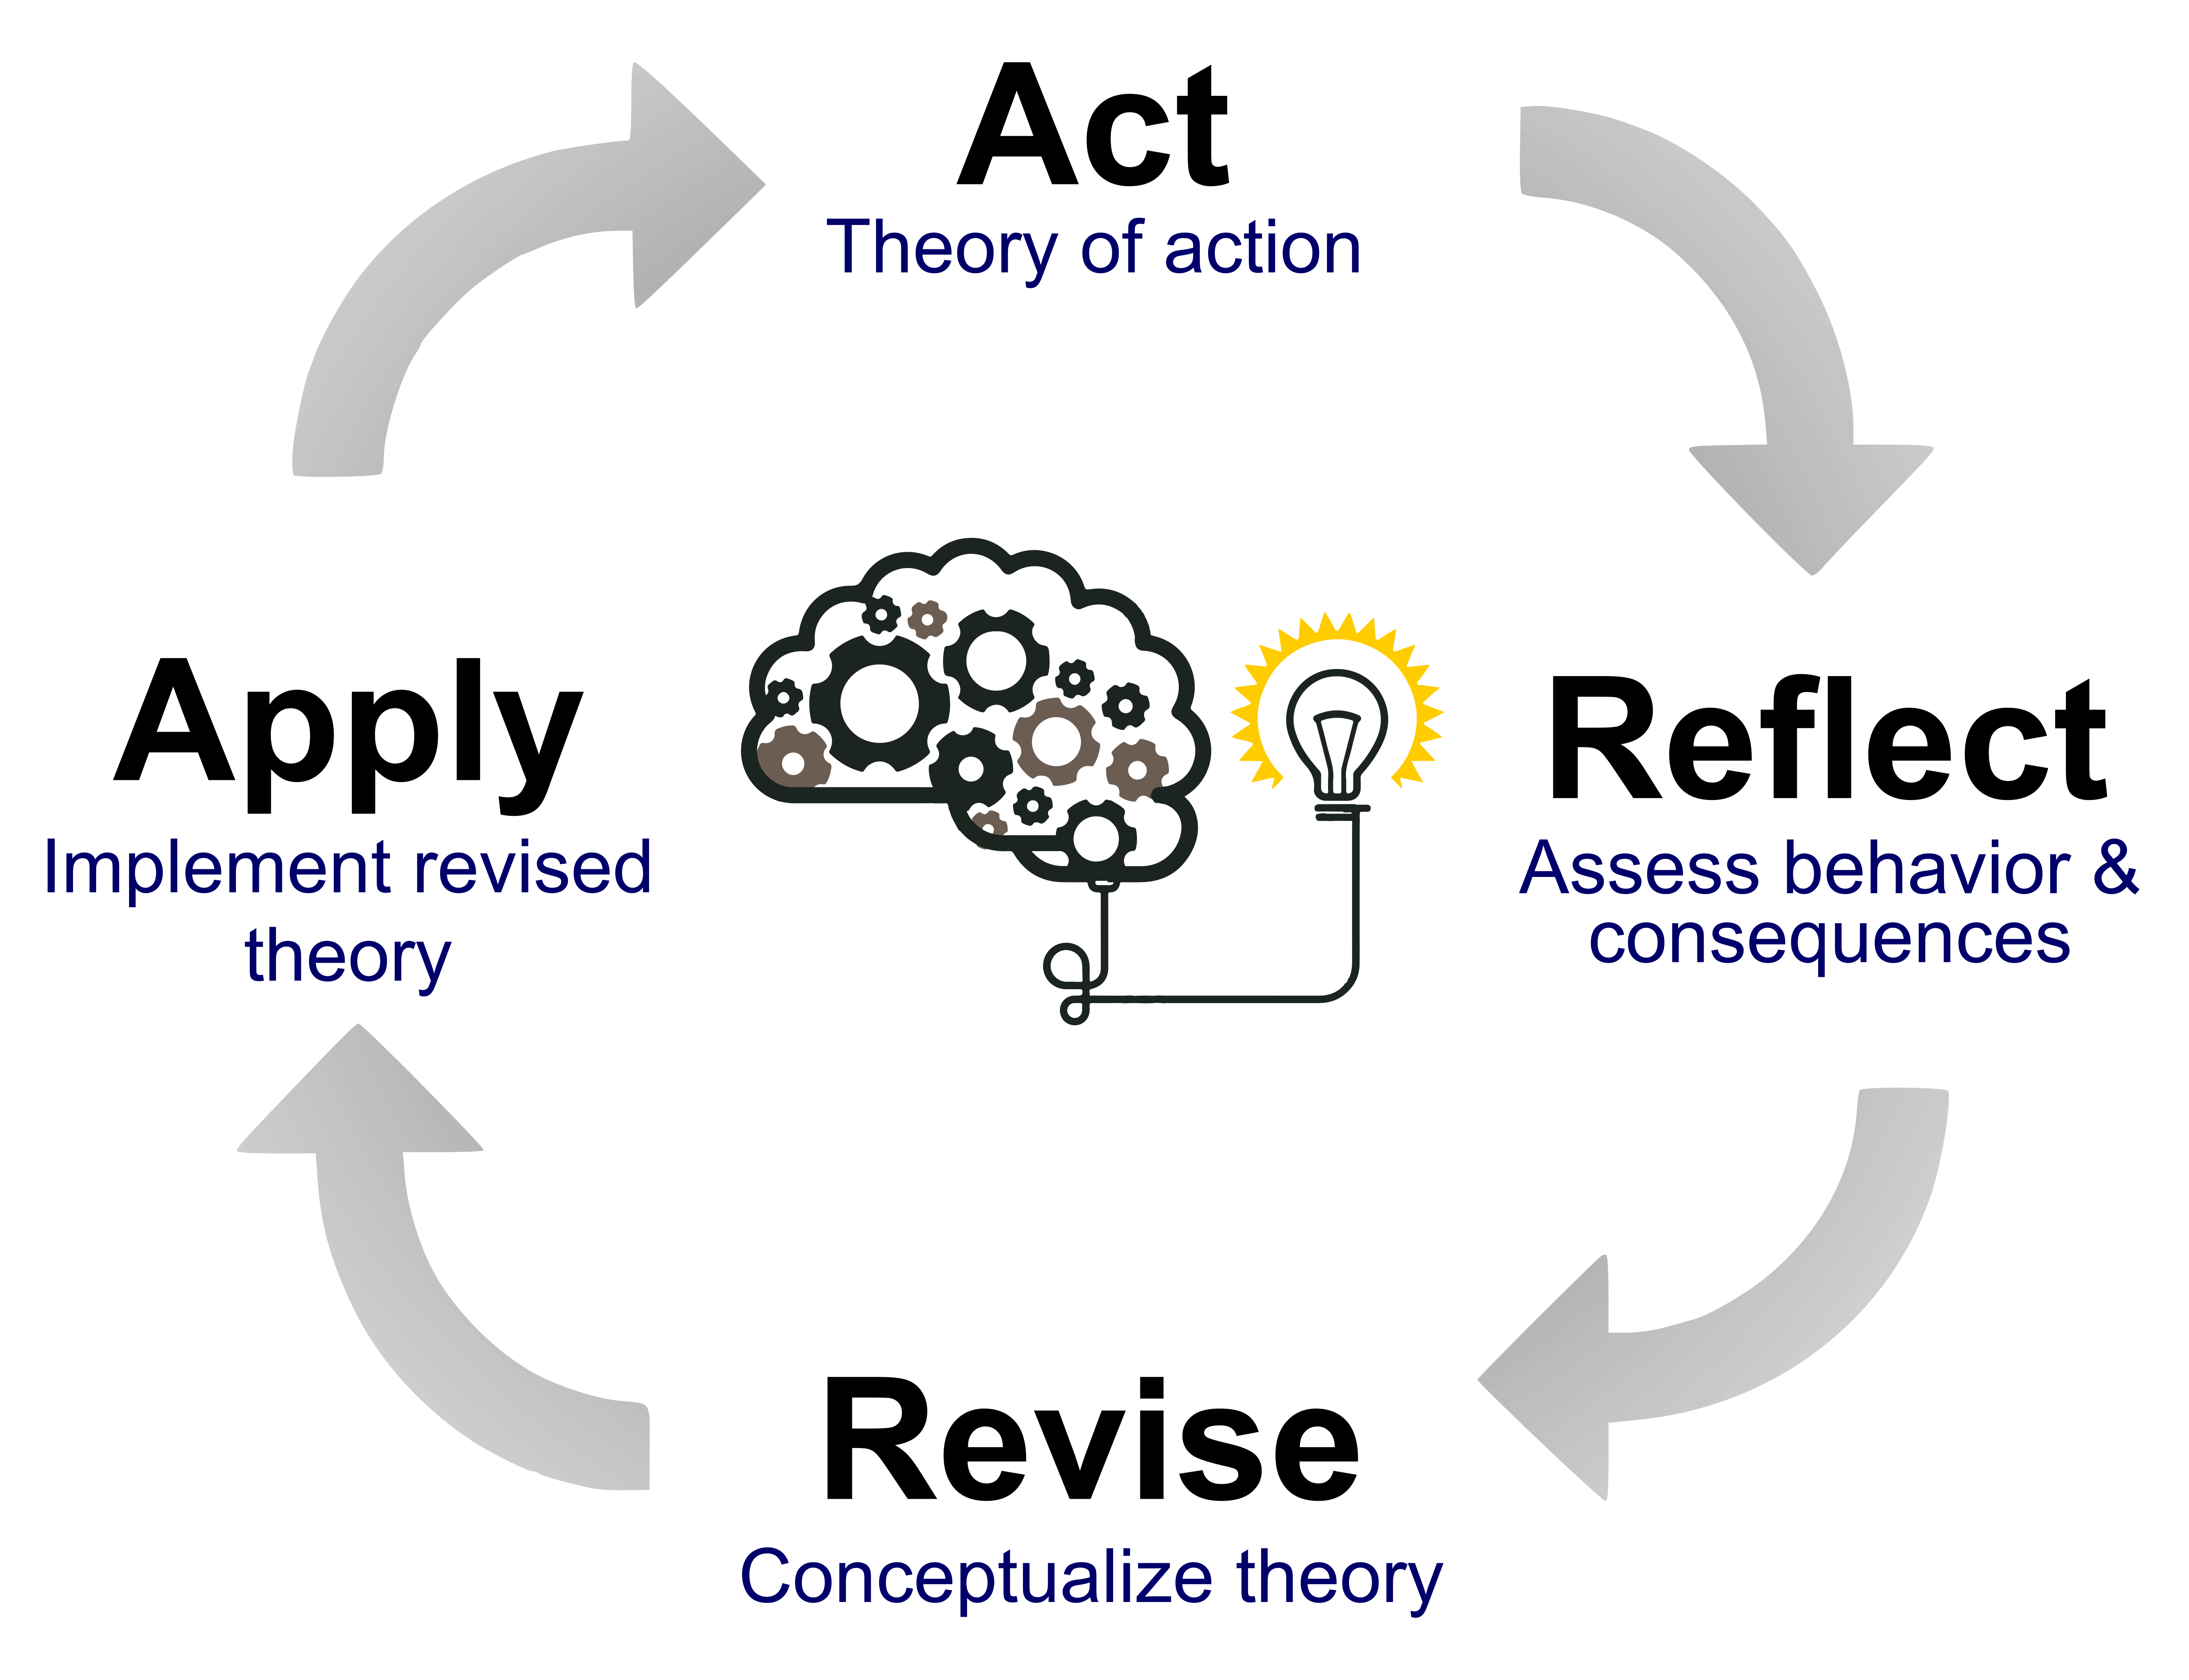 Act
Theory of action
Reflect
Assess behavior &
consequences
Revise
Conceptualize theory
Apply
Implement revised
theory